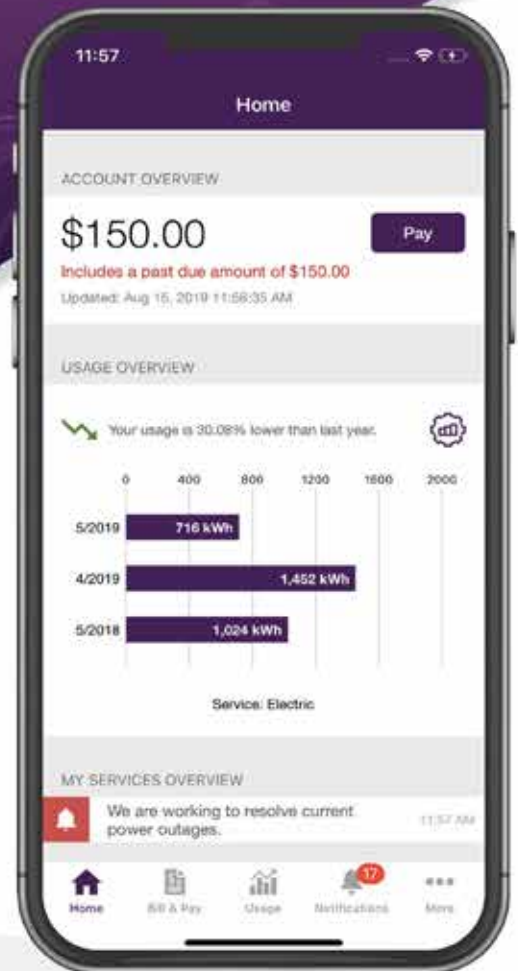 11:57
Home
ACCOUNT OVERVIEW
$150.00
Pay
Includes a past due amount of $150.00
Updated: Aug 15, 2019 11:56:35 AM
USAGE OVERVIEW
Your usage is 30.08% lower than last year.
0 400 800 1200 1600 2000
5/2019 716 kWh
4/2019 1,452 kWh
5/2018 1,024 kWh
Service: Electric
MY SERVICES OVERVIEW
We are working to resolve current
power outages.
11:57 AM
17
Home Bill & Pay Usage Notifications More